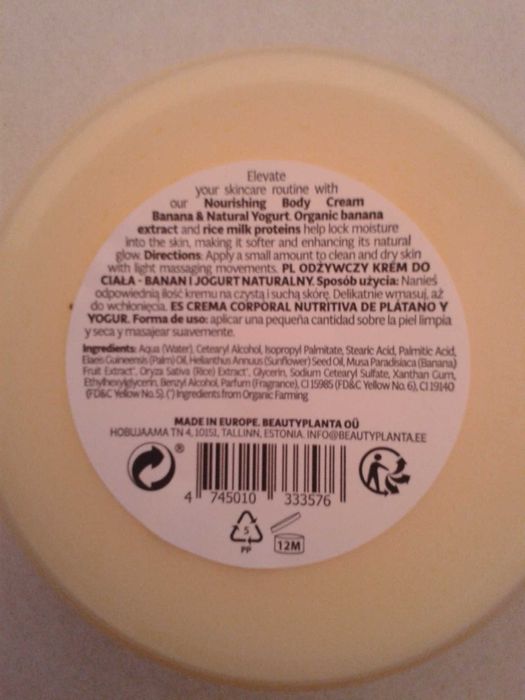 Elevate
your skincare routine with
our Nourishing Body Cream
Banana & Natural Yogurt. Organic banana
extract and rice milk proteins help lock moisture
into the skin, making it softer and enhancing its natural
glow. Directions: Apply a small amount to clean and dry skin
with light massaging movements. PL ODŻYWCZY KREM DO
CIAŁA - BANAN I JOGURT NATURALNY. Sposób użycia: Nanieś
odpowiednią ilość kremu na czystą i suchą skórę. Delikatnie wmasuj, aż
do wchłonięcia. ES CREMA CORPORAL NUTRITIVA DE PLÁTANO Y
YOGUR. Forma de uso: aplicar una pequeña cantidad sobre la piel limpia
y seca y masajear suavemente.
Ingredients: Aqua (Water), Cetearyl Alcohol, Isopropyl Palmitate, Stearic Acid, Palmitic Acid,
Elaeis Guineensis (Palm) Oil, Helianthus Annuus (Sunflower) Seed Oil, Musa Paradisiaca (Banana)
Fruit Extract*, Oryza Sativa (Rice) Extract*, Glycerin, Sodium Cetearyl Sulfate, Xanthan Gum,
Ethylhexylglycerin, Benzyl Alcohol, Parfum (Fragrance), CI 15985 (FD&C Yellow No. 6), CI 19140
(FD&C Yellow No. 5). (*) Ingredients from Organic Farming
MADE IN EUROPE. BEAUTYPLANTA OÜ
HOBUJAAMA TN 4, 10151, TALLINN, ESTONIA. INFO@BEAUTYPLANTA.EE
®
4 745010 333576
5
PP
12M